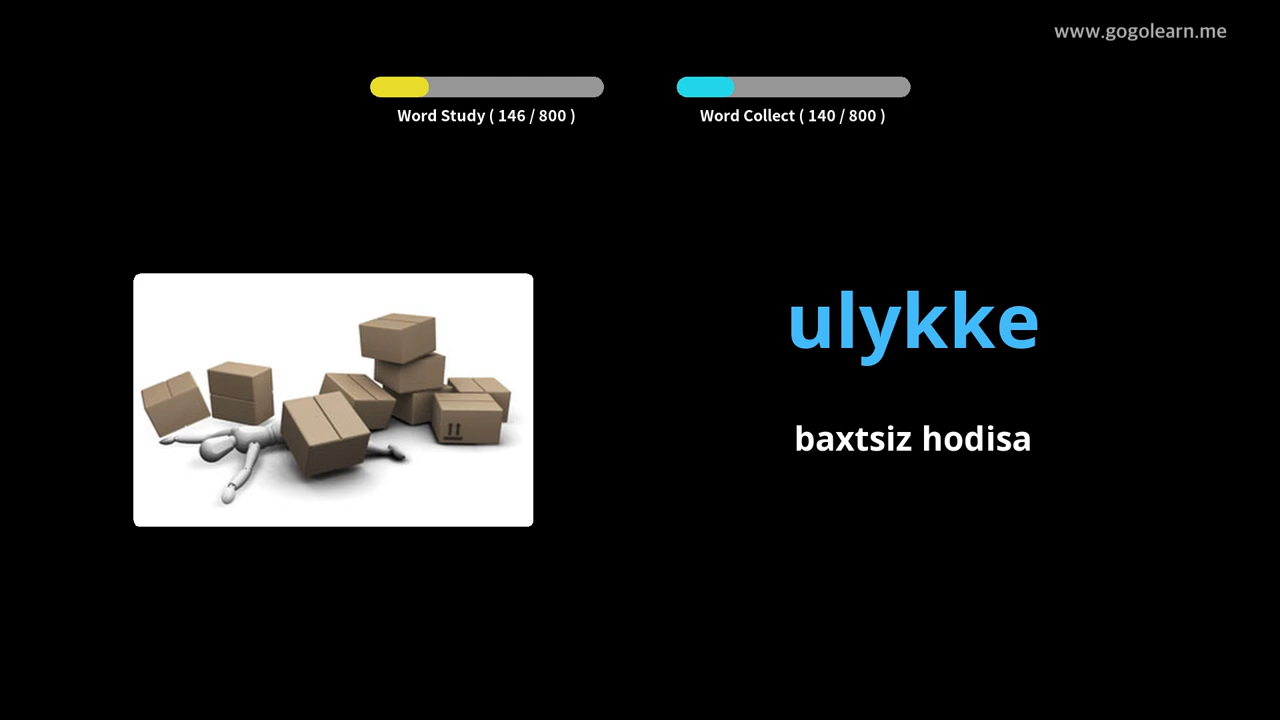 www.gogolearn.me
Word Study ( 146 / 800 )
Word Collect ( 140 / 800 )
ulykke
baxtsiz hodisa